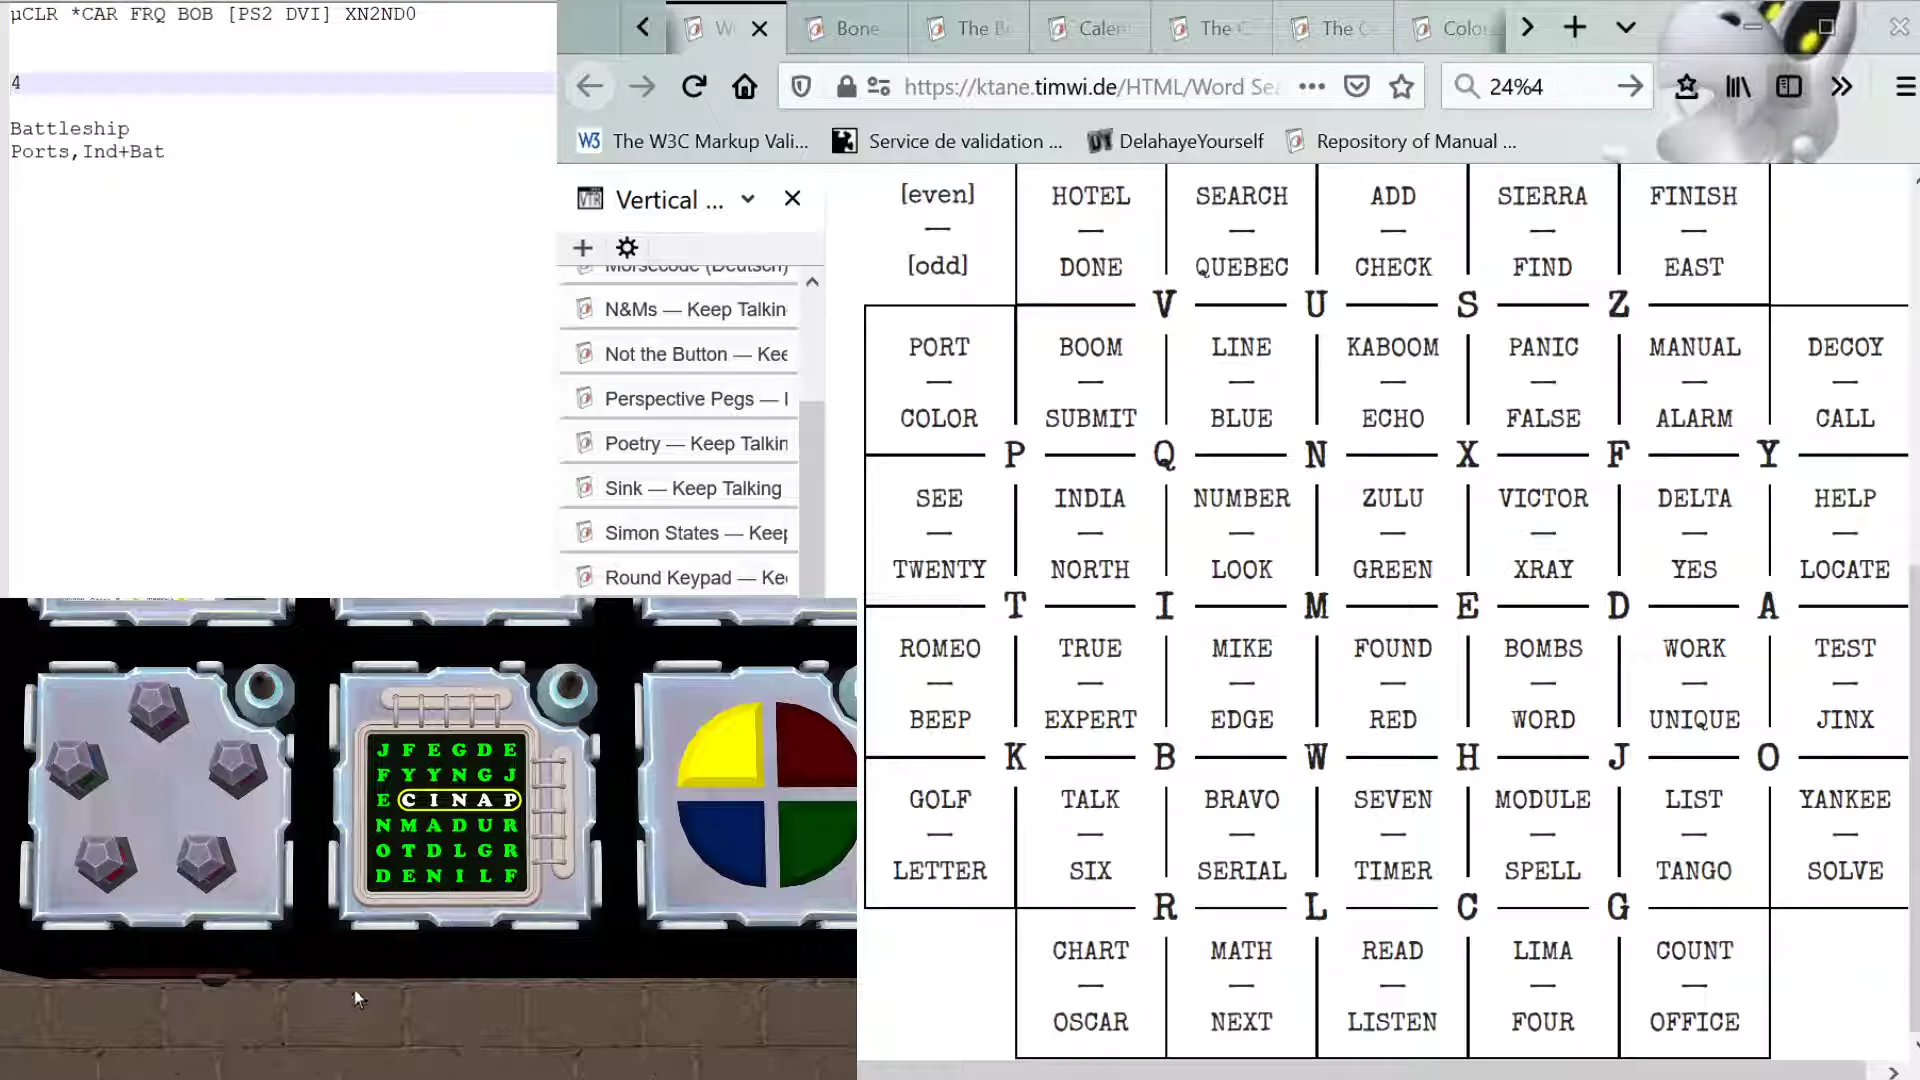 µCLR *CAR FRQ BOB [PS2 DVI] XN2ND0
4
Battleship
Ports,Ind+Bat
Bone
The B
Calen
The C
The C
Colou
https://ktane.timwi.de/HTML/Word Sea
24%4
The W3C Markup Vali...
Service de validation ...
DelahayeYourself
Repository of Manual ...
Vertical ...
Morsecode (Deutsch)
N&Ms — Keep Talkin
Not the Button — Kee
Perspective Pegs — I
Poetry — Keep Talkin
Sink — Keep Talking
Simon States — Keep
Round Keypad — Kee
[even] HOTEL SEARCH ADD SIERRA FINISH
[odd] DONE QUEBEC CHECK FIND EAST
V U S Z
PORT BOOM LINE KABOOM PANIC MANUAL DECOY
COLOR SUBMIT BLUE ECHO FALSE ALARM CALL
P Q N X F Y
SEE INDIA NUMBER ZULU VICTOR DELTA HELP
TWENTY NORTH LOOK GREEN XRAY YES LOCATE
T I M E D A
ROMEO TRUE MIKE FOUND BOMBS WORK TEST
BEEP EXPERT EDGE RED WORD UNIQUE JINX
K B W H J O
GOLF TALK BRAVO SEVEN MODULE LIST YANKEE
LETTER SIX SERIAL TIMER SPELL TANGO SOLVE
R L C G
CHART MATH READ LIMA COUNT
OSCAR NEXT LISTEN FOUR OFFICE
J F E G D E
F Y Y N G J
E C I N A P
N M A D U R
O T D L G R
D E N I L F